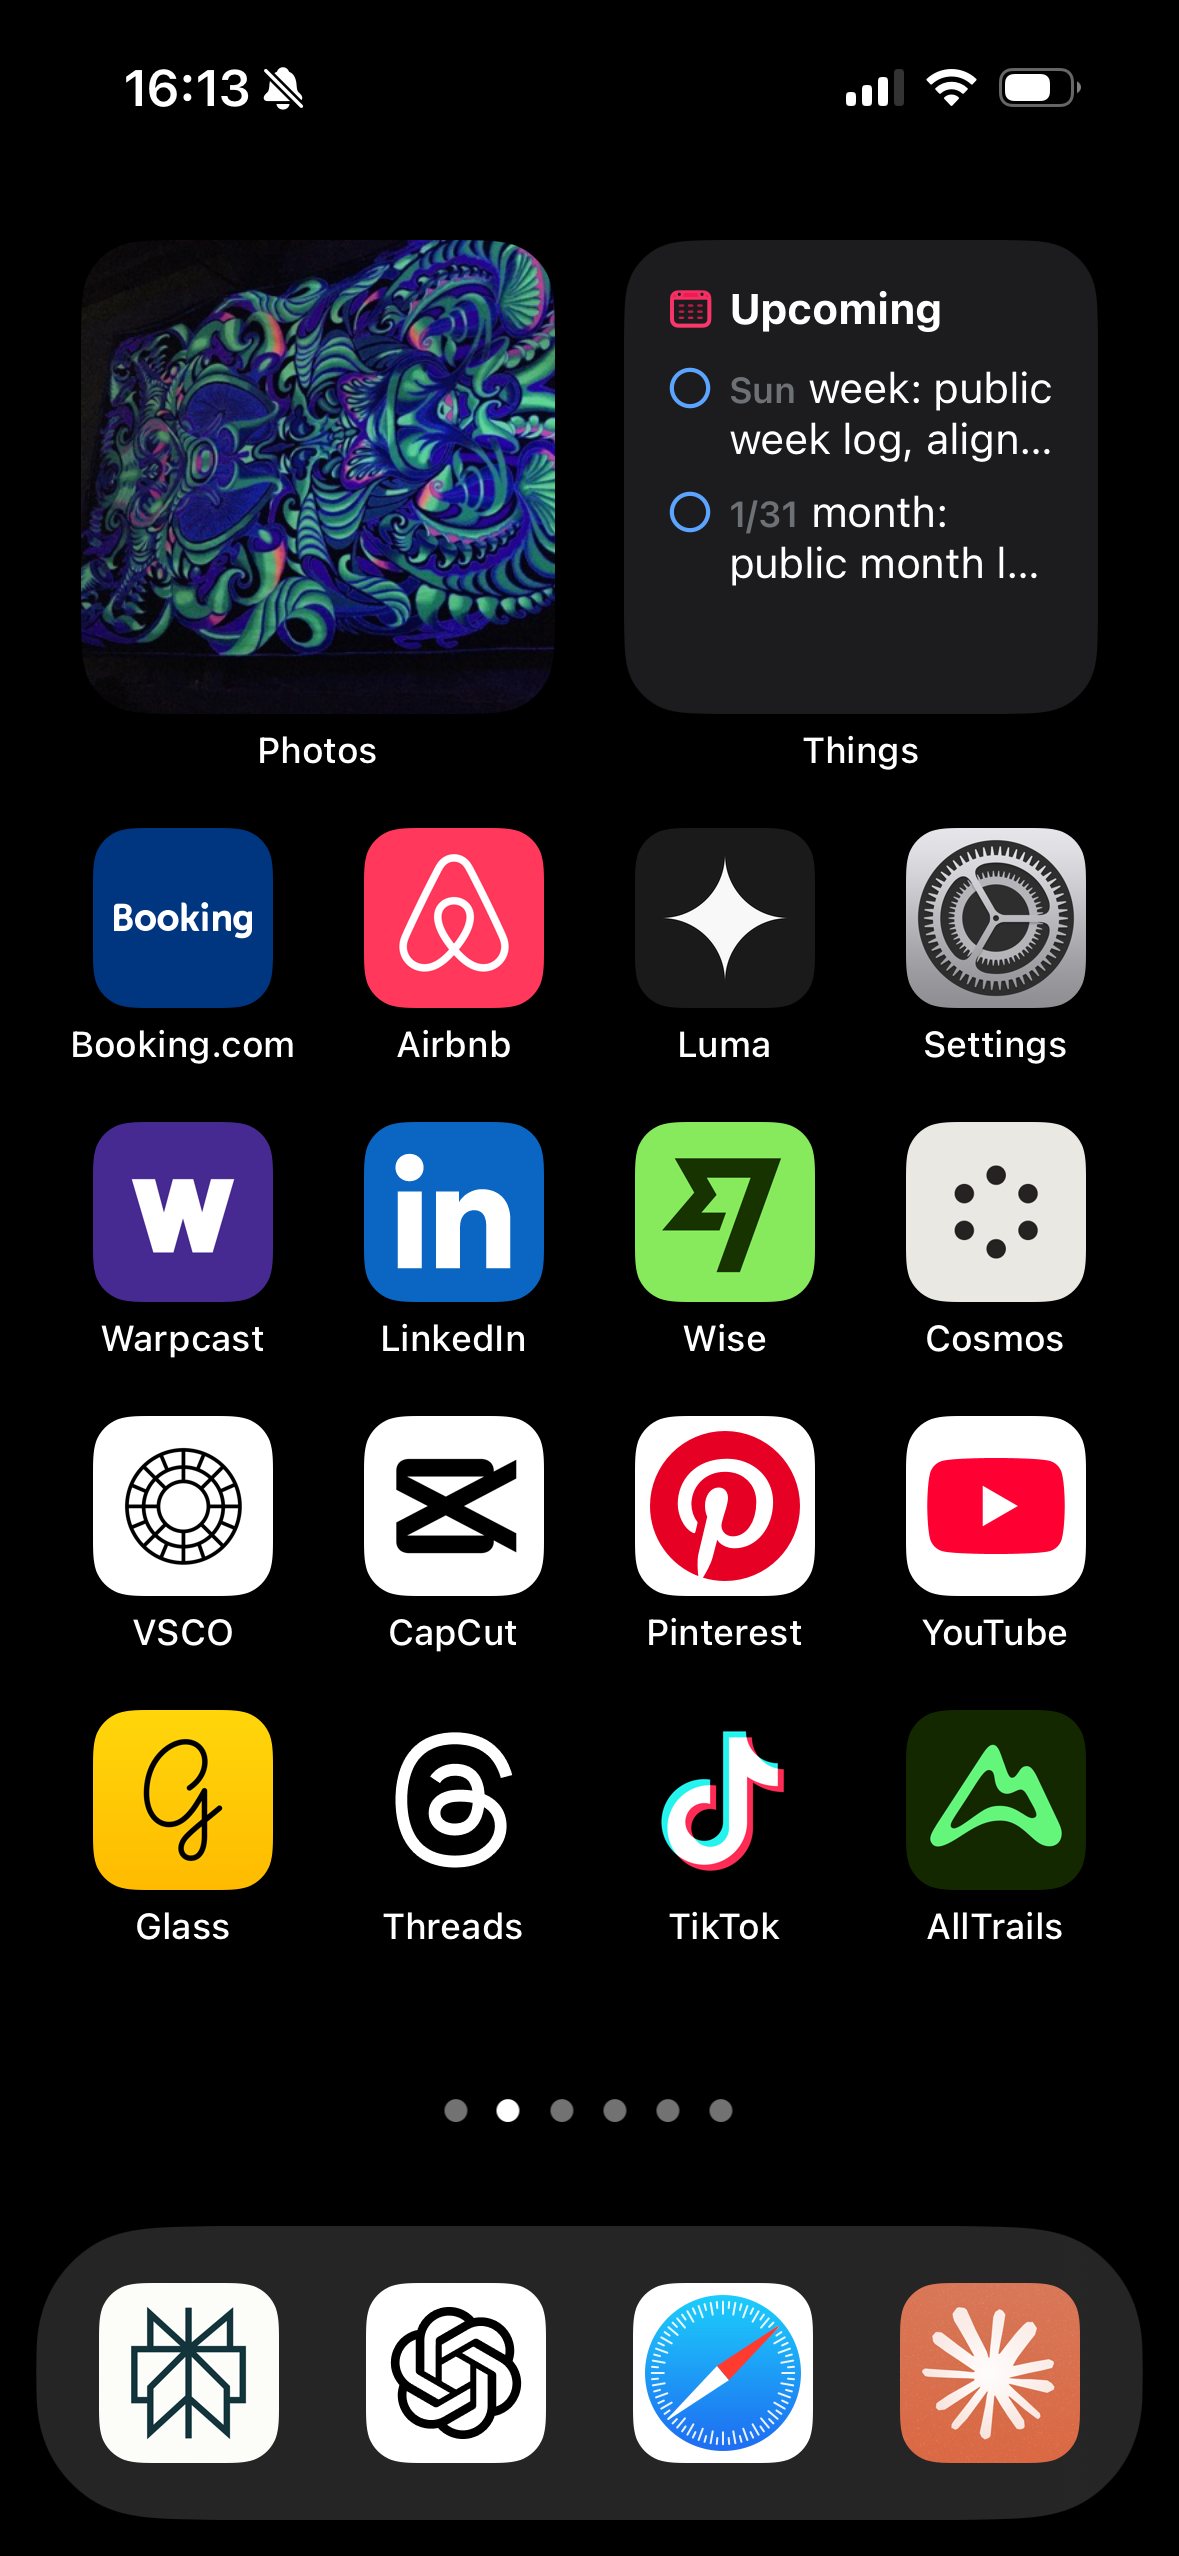 16:13
Upcoming
Sun week: public
week log, align...
1/31 month:
public month l...
Photos
Things
Booking
Booking.com
Airbnb
Luma
Settings
W
in
Warpcast
LinkedIn
Wise
Cosmos
VSCO
CapCut
Pinterest
YouTube
G
Glass
Threads
TikTok
AllTrails